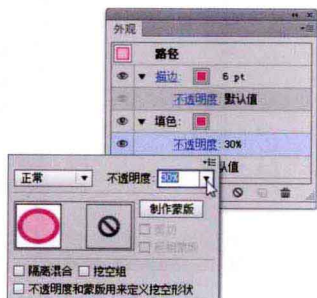 外观
路径
描边: 6 pt
不透明度: 默认值
填色:
不透明度: 30%
认值
正常 不透明度: 30%
制作蒙版
剪切
反相蒙版
隔离混合 挖空组
不透明度和蒙版用来定义挖空形状